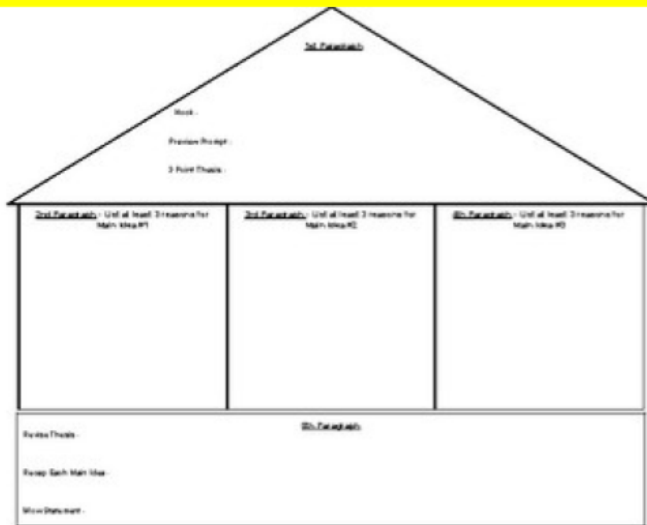 1st Paragraph
Hook -
Preview Prompt -
3 Point Thesis -
2nd Paragraph - List at least 3 reasons for
Main Idea #1
3rd Paragraph - List at least 3 reasons for
Main Idea #2
4th Paragraph - List at least 3 reasons for
Main Idea #3
5th Paragraph
Revise Thesis -
Recap Each Main Idea -
Wow Statement -